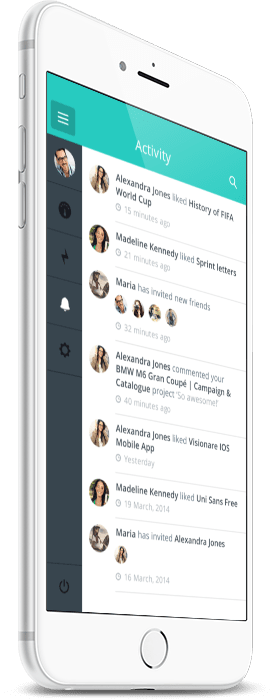 Activity
Alexandra Jones liked History of FIFA
World Cup
15 minutes ago
Madeline Kennedy liked Sprint letters
21 minutes ago
Maria has invited new friends
32 minutes ago
Alexandra Jones commented your
BMW M6 Gran Coupé | Campaign &
Catalogue project 'So awesome!'
40 minutes ago
Alexandra Jones liked Visionare IOS
Mobile App
Yesterday
Madeline Kennedy liked Uni Sans Free
19 March, 2014
Maria has invited Alexandra Jones
16 March, 2014